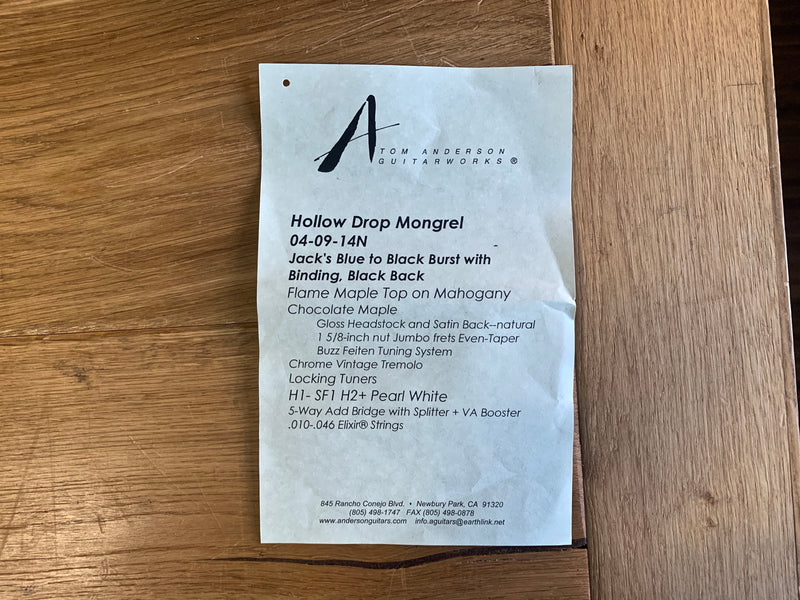 TOM ANDERSON
GUITARWORKS ®
Hollow Drop Mongrel
04-09-14N
Jack's Blue to Black Burst with
Binding, Black Back
Flame Maple Top on Mahogany
Chocolate Maple
Gloss Headstock and Satin Back--natural
1 5/8-inch nut Jumbo frets Even-Taper
Buzz Feiten Tuning System
Chrome Vintage Tremolo
Locking Tuners
H1- SF1 H2+ Pearl White
5-Way Add Bridge with Splitter + VA Booster
.010-.046 Elixir® Strings
845 Rancho Conejo Blvd. • Newbury Park, CA 91320
(805) 498-1747 FAX (805) 498-0878
www.andersonguitars.com info.aguitars@earthlink.net